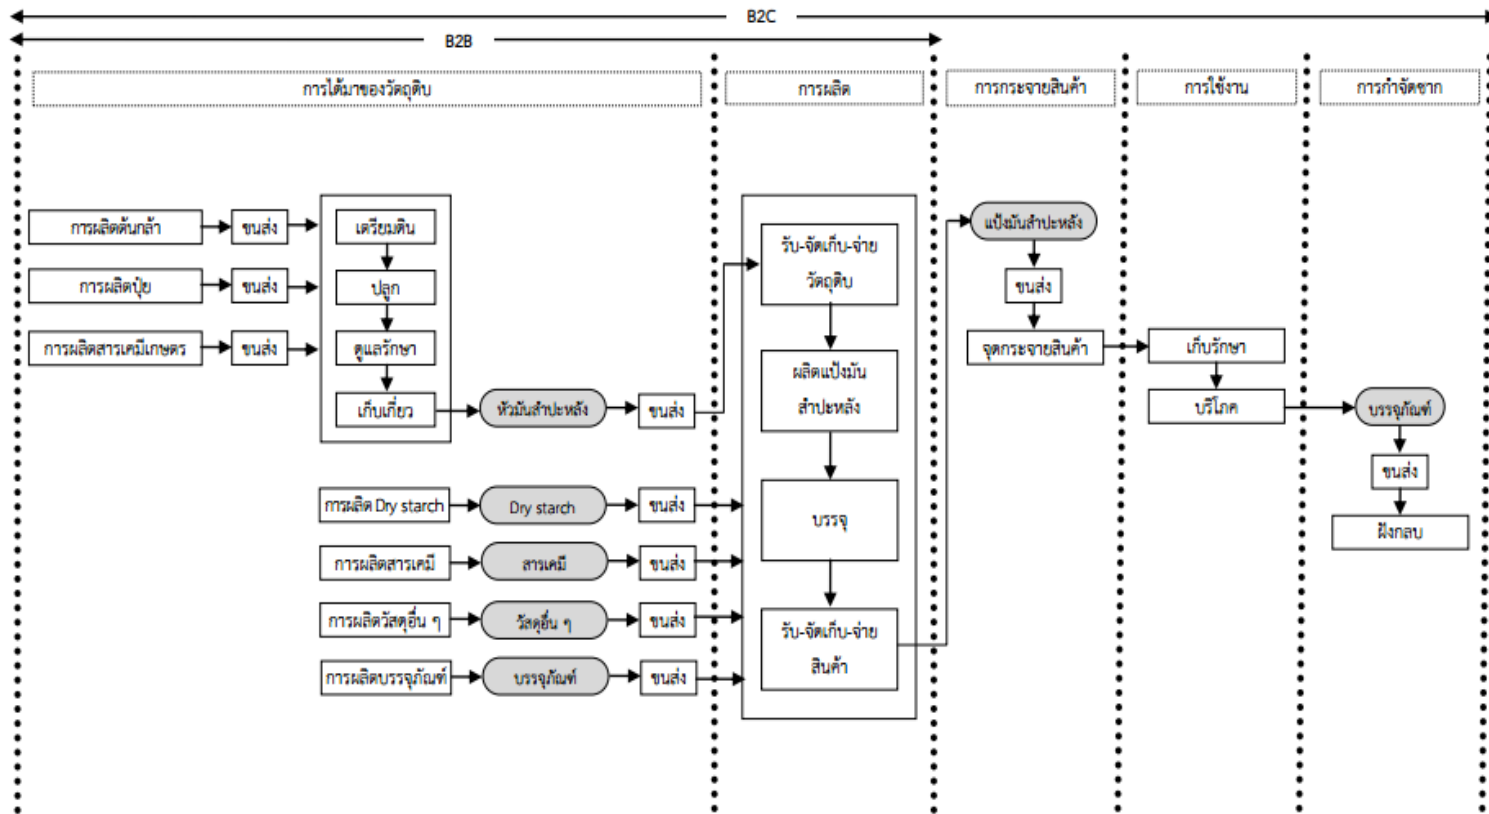 B2C
B2B
การได้มาของวัตถุดิบ
การผลิต
การกระจายสินค้า
การใช้งาน
การกำจัดซาก
การผลิตต้นกล้า
ขนส่ง
เตรียมดิน
การผลิตปุ๋ย
ขนส่ง
ปลูก
การผลิตสารเคมีเกษตร
ขนส่ง
ดูแลรักษา
เก็บเกี่ยว
หัวมันสำปะหลัง
ขนส่ง
การผลิต Dry starch
Dry starch
ขนส่ง
การผลิตสารเคมี
สารเคมี
ขนส่ง
การผลิตวัสดุอื่น ๆ
วัสดุอื่น ๆ
ขนส่ง
การผลิตบรรจุภัณฑ์
บรรจุภัณฑ์
ขนส่ง
รับ-จัดเก็บ-จ่าย
วัตถุดิบ
ผลิตแป้งมัน
สำปะหลัง
บรรจุ
รับ-จัดเก็บ-จ่าย
สินค้า
แป้งมันสำปะหลัง
ขนส่ง
จุดกระจายสินค้า
เก็บรักษา
บริโภค
บรรจุภัณฑ์
ขนส่ง
ฝังกลบ